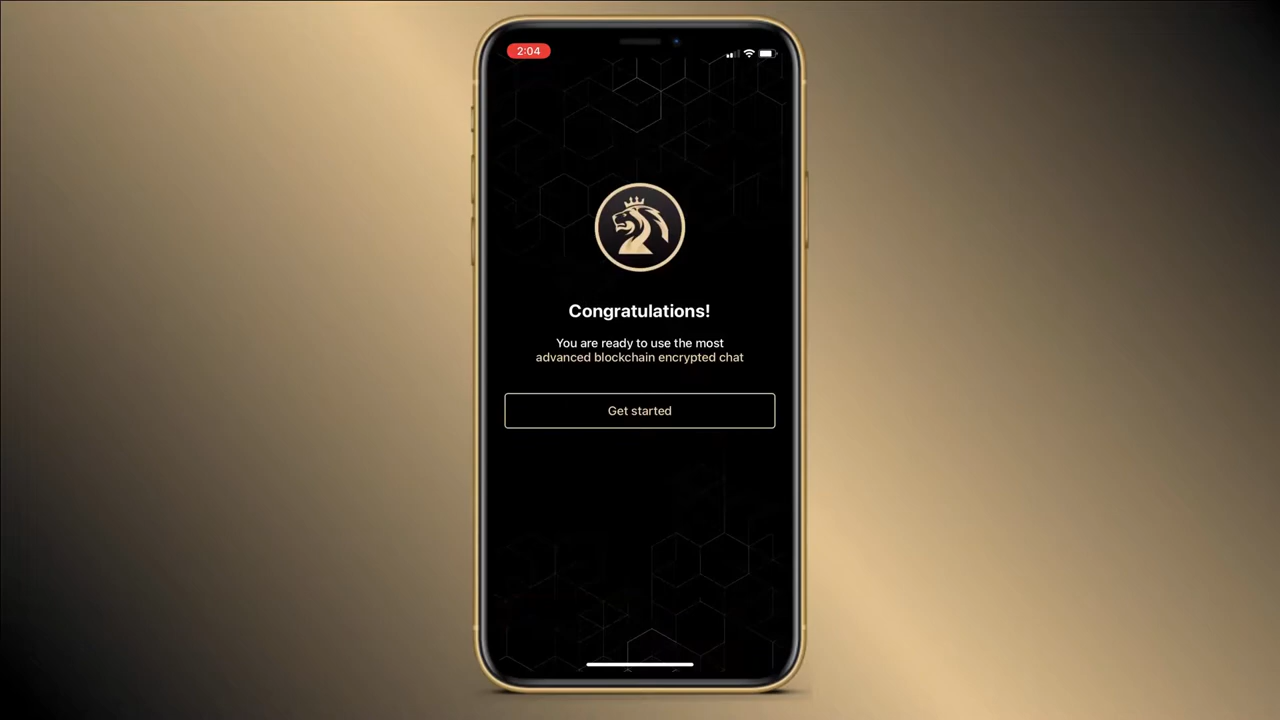 2:04
Congratulations!
You are ready to use the most
advanced blockchain encrypted chat
Get started